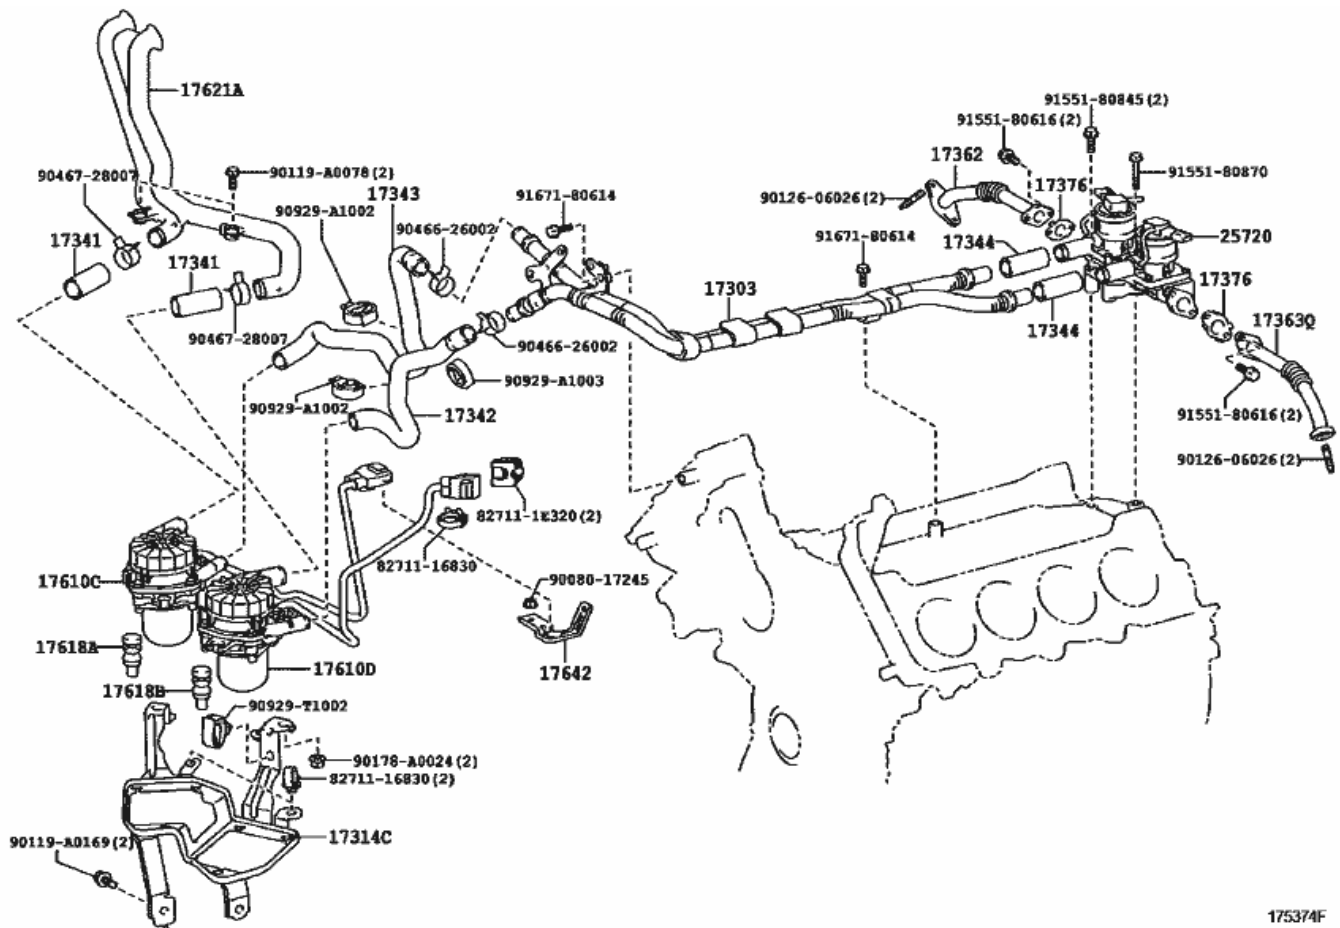 17621A
91551-80845(2)
91551-80616(2)
90467-28007
90119-A0078(2)
17343
91671-80614
17362
91551-80870
90929-A1002
90126-06026(2)
17376
17341
90466-26002
91671-80614
17344
25720
17341
17303
17376
90467-28007
90466-26002
17344
17363Q
90929-A1003
90929-A1002
17342
91551-80616(2)
90126-06026(2)
82711-1E320(2)
82711-16830
17610C
90080-17245
17618A
17610D
17642
17618B
90929-T1002
90178-A0024(2)
82711-16830(2)
17314C
90119-A0169(2)
175374F